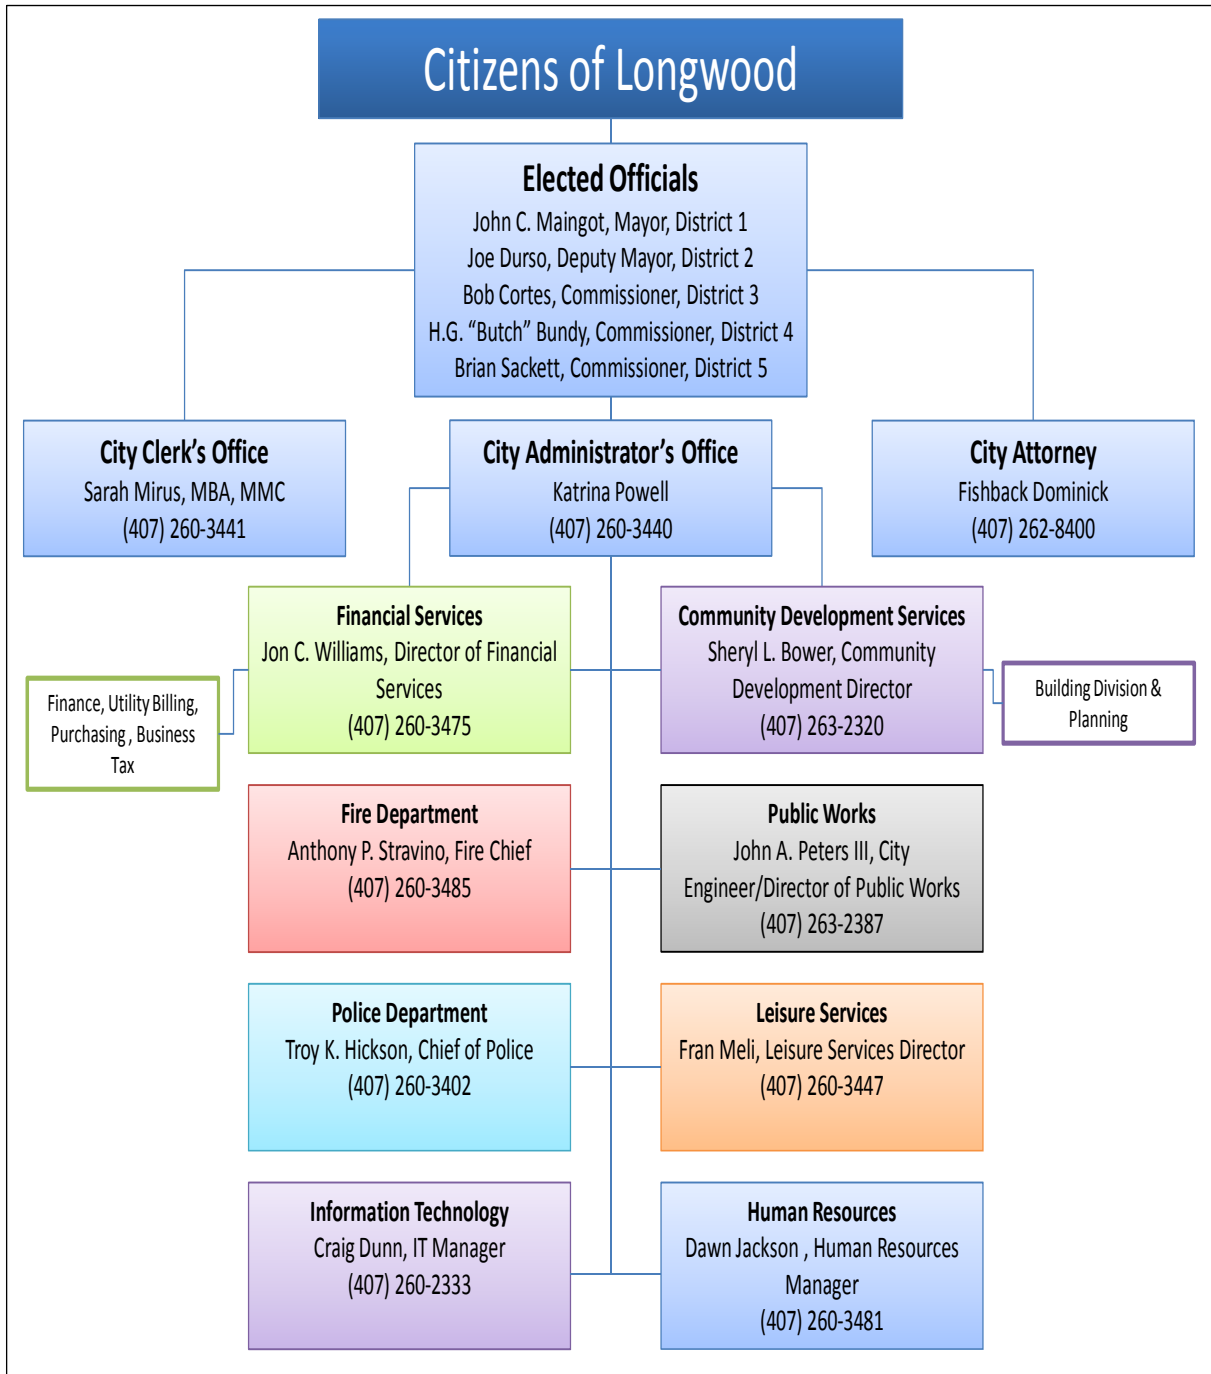 Citizens of Longwood
Elected Officials
John C. Maingot, Mayor, District 1
Joe Durso, Deputy Mayor, District 2
Bob Cortes, Commissioner, District 3
H.G. “Butch” Bundy, Commissioner, District 4
Brian Sackett, Commissioner, District 5
City Clerk’s Office
Sarah Mirus, MBA, MMC
(407) 260-3441
City Administrator’s Office
Katrina Powell
(407) 260-3440
City Attorney
Fishback Dominick
(407) 262-8400
Financial Services
Jon C. Williams, Director of Financial
Services
(407) 260-3475
Community Development Services
Sheryl L. Bower, Community
Development Director
(407) 263-2320
Finance, Utility Billing,
Purchasing , Business
Tax
Building Division &
Planning
Fire Department
Anthony P. Stravino, Fire Chief
(407) 260-3485
Public Works
John A. Peters III, City
Engineer/Director of Public Works
(407) 263-2387
Police Department
Troy K. Hickson, Chief of Police
(407) 260-3402
Leisure Services
Fran Meli, Leisure Services Director
(407) 260-3447
Information Technology
Craig Dunn, IT Manager
(407) 260-2333
Human Resources
Dawn Jackson , Human Resources
Manager
(407) 260-3481